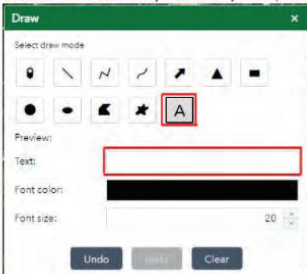 Draw ×
Select draw mode
A
Preview:
Text:
Font color:
Font size: 20
Undo Redo Clear